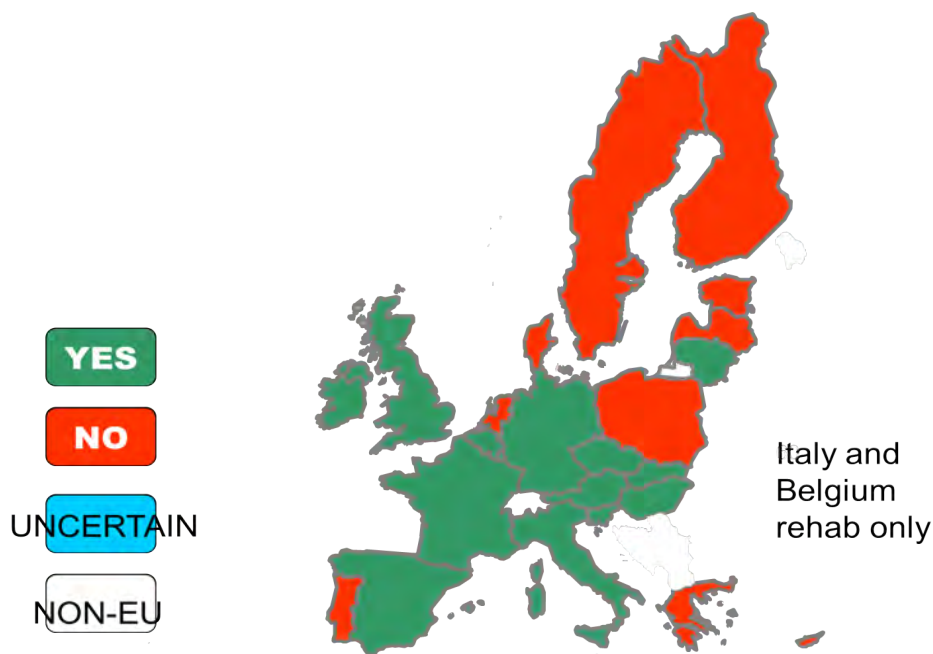 YES
NO
UNCERTAIN
NON-EU
Italy and
Belgium
rehab only